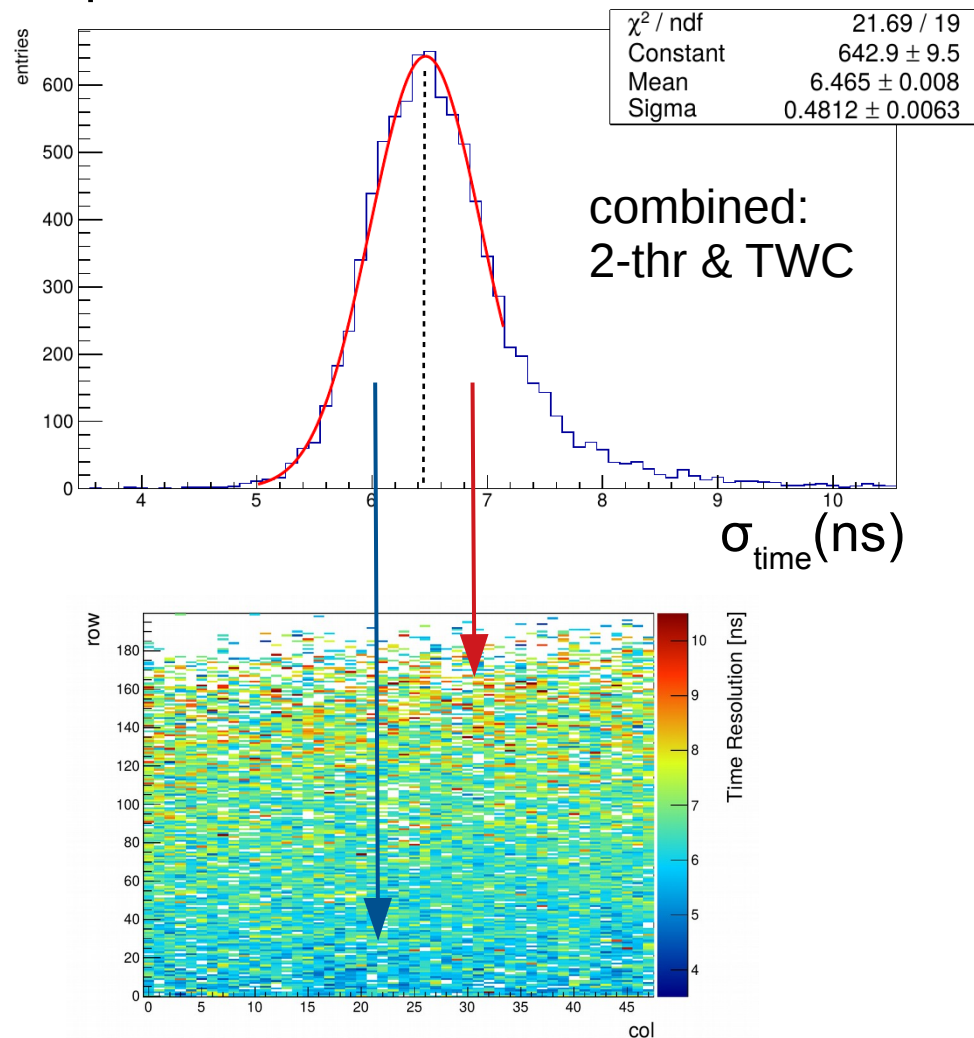 χ² / ndf 21.69 / 19
Constant 642.9 ± 9.5
Mean 6.465 ± 0.008
Sigma 0.4812 ± 0.0063
entries
600
500
400
300
200
100
0
combined:
2-thr & TWC
4 5 6 7 8 9 10
σtime(ns)
row
180
160
140
120
100
80
60
40
20
0
0 5 10 15 20 25 30 35 40 45
col
10
9
8
7
6
5
4
Time Resolution [ns]